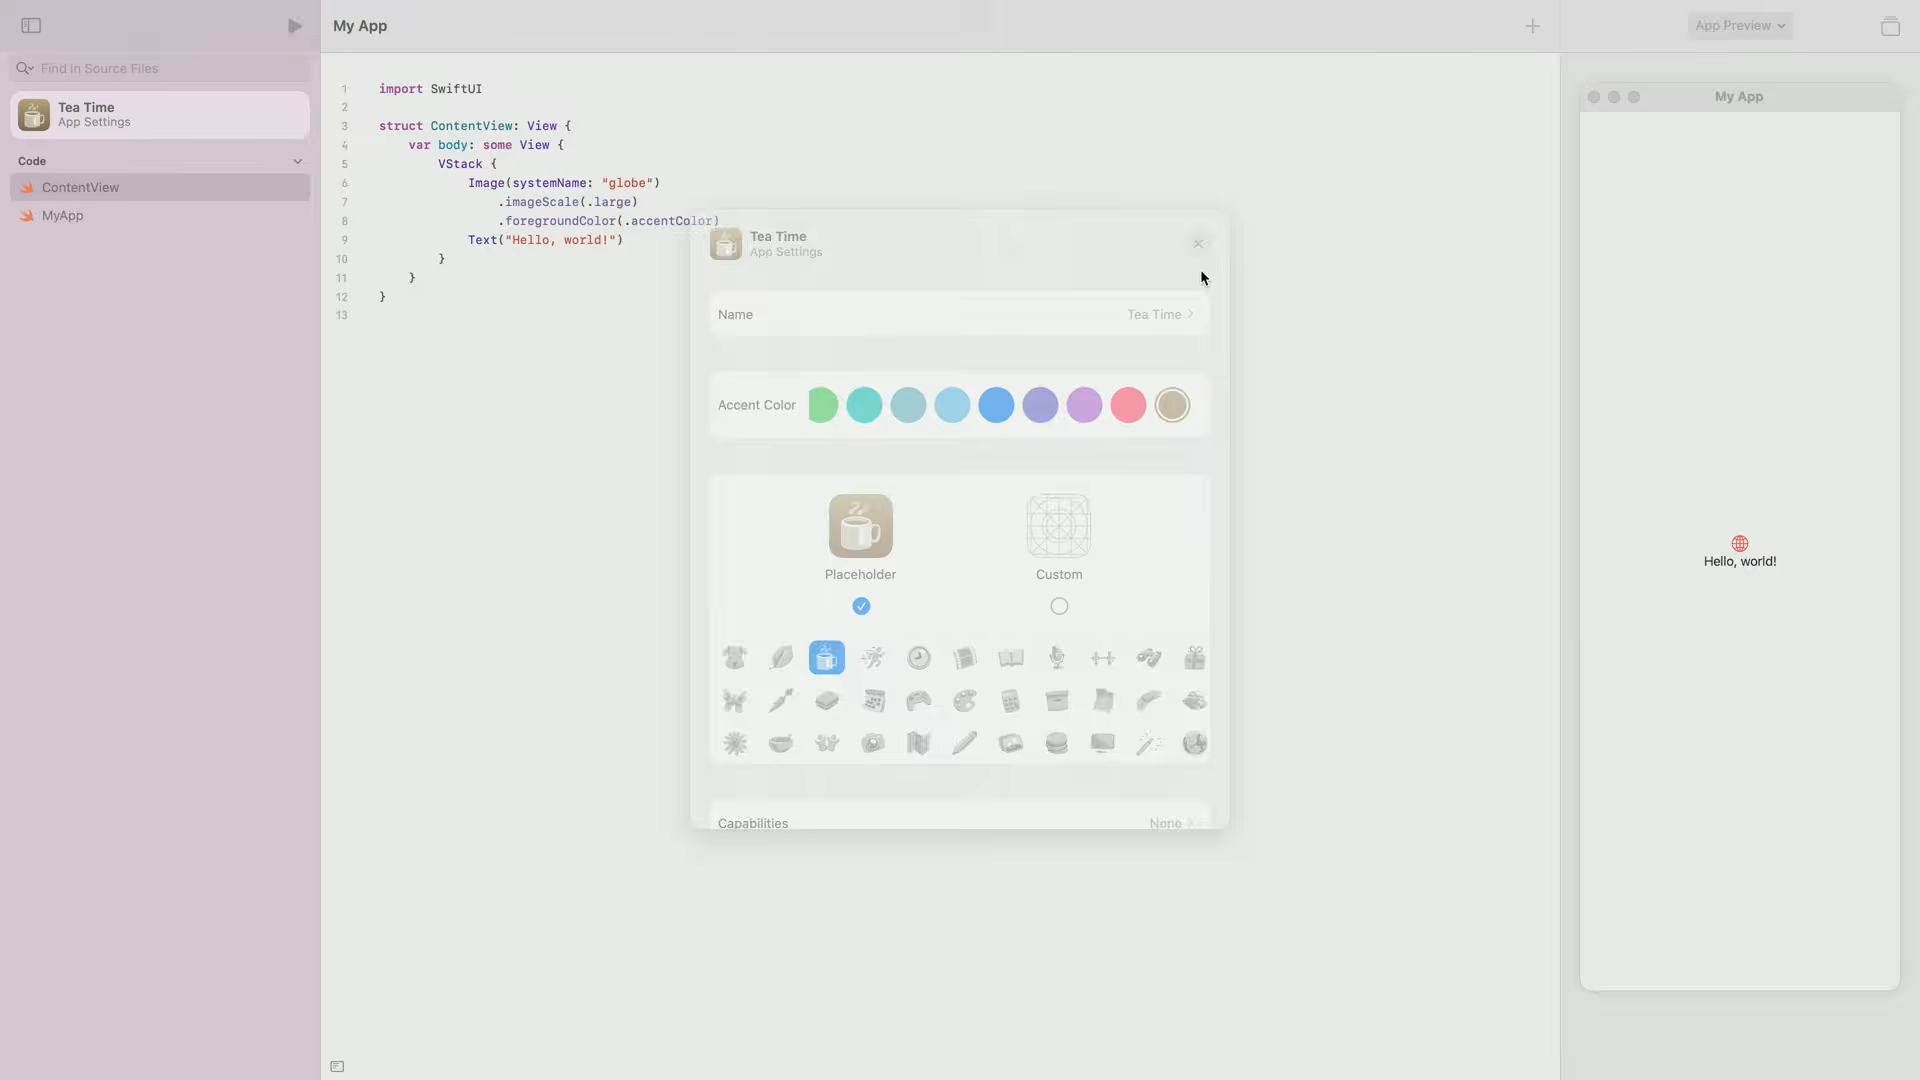 My App
App Preview
Find in Source Files
Tea Time
App Settings
Code
ContentView
MyApp
1 import SwiftUI
2
3 struct ContentView: View {
4 var body: some View {
5 VStack {
6 Image(systemName: "globe")
7 .imageScale(.large)
8 .foregroundColor(.accentColor)
9 Text("Hello, world!")
10 }
11 }
12 }
13
Tea Time
App Settings
Name
Tea Time
Accent Color
Placeholder
Custom
Capabilities
None
My App
Hello, world!